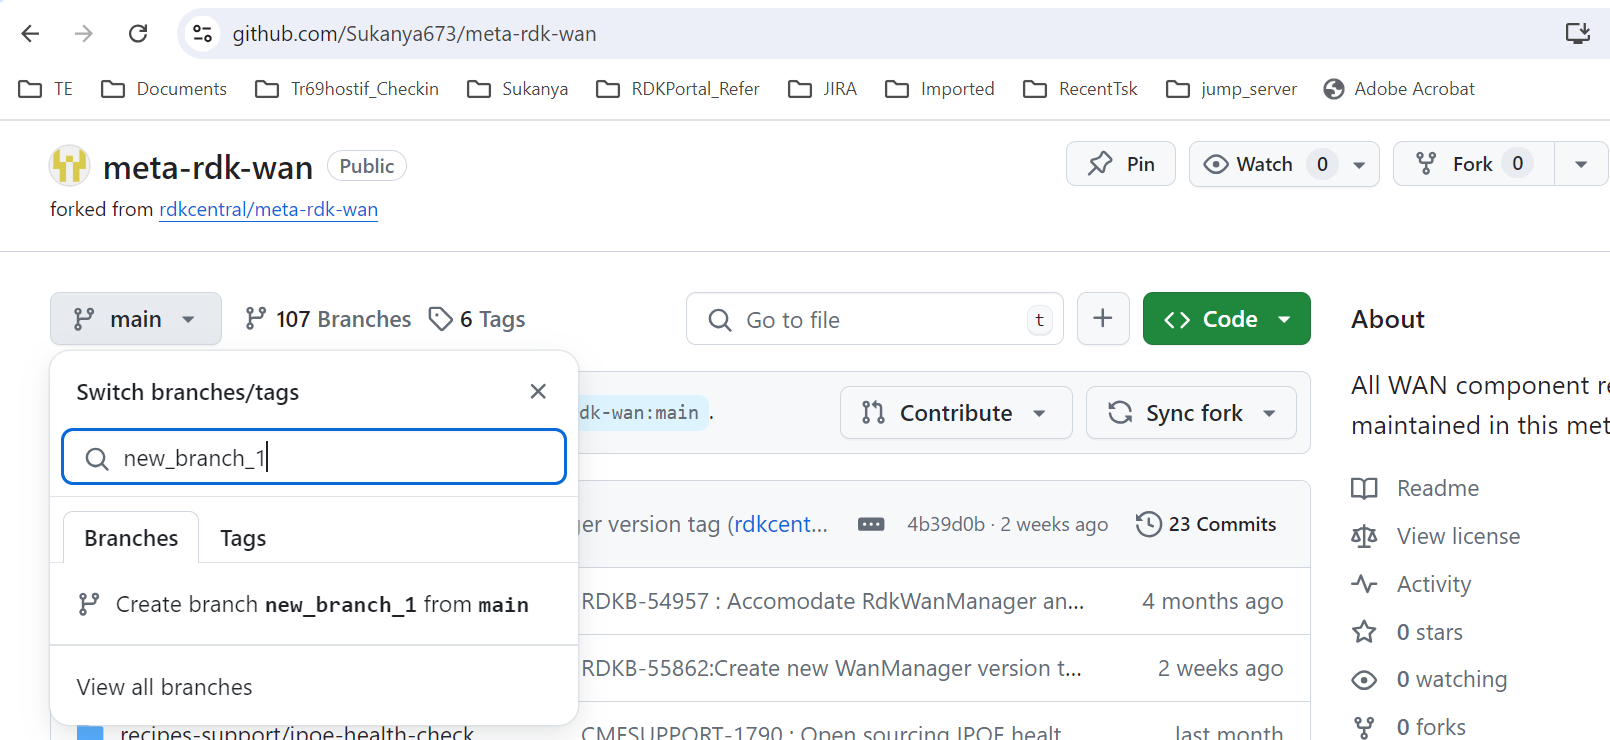 github.com/Sukanya673/meta-rdk-wan
TE Documents Tr69hostif_Checkin Sukanya RDKPortal_Refer JIRA Imported RecentTsk jump_server Adobe Acrobat
meta-rdk-wan Public Pin Watch 0 Fork 0
forked from rdkcentral/meta-rdk-wan
main 107 Branches 6 Tags Go to file t Code About
Switch branches/tags
dk-wan:main . Contribute Sync fork
All WAN component re
maintained in this met
new_branch_1
Branches Tags
er version tag (rdkcent... 4b39d0b · 2 weeks ago 23 Commits
Create branch new_branch_1 from main
RDKB-54957 : Accomodate RdkWanManager an... 4 months ago
RDKB-55862:Create new WanManager version t... 2 weeks ago
View all branches
recipes-support/ipoe-health-check CMFSUPPORT-1790 : Open sourcing IPOE healt last month
Readme
View license
Activity
0 stars
0 watching
0 forks